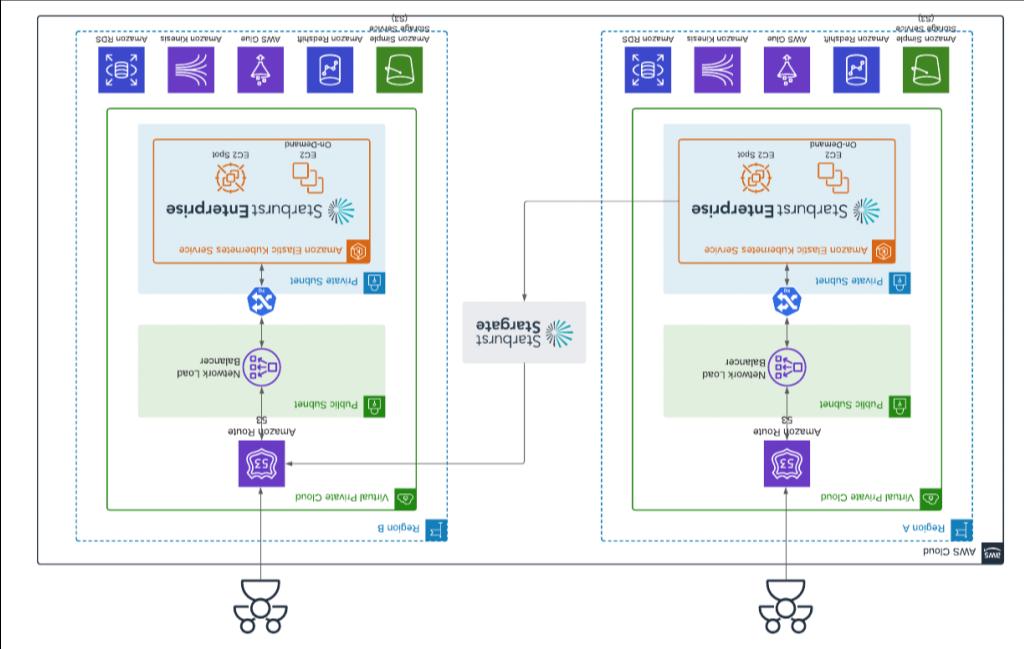 aws
AWS Cloud
Region A
Virtual Private Cloud
53
Amazon Route
53
Public Subnet
Network Load
Balancer
Private Subnet
Amazon Elastic Kubernetes Service
Starburst Enterprise
EC2
On-Demand
EC2 Spot
Amazon Simple
Storage Service
(S3)
Amazon Redshift
AWS Glue
Amazon Kinesis
Amazon RDS
Starburst
Stargate
Region B
Virtual Private Cloud
53
Amazon Route
53
Public Subnet
Network Load
Balancer
Private Subnet
Amazon Elastic Kubernetes Service
Starburst Enterprise
EC2
On-Demand
EC2 Spot
Amazon Simple
Storage Service
(S3)
Amazon Redshift
AWS Glue
Amazon Kinesis
Amazon RDS